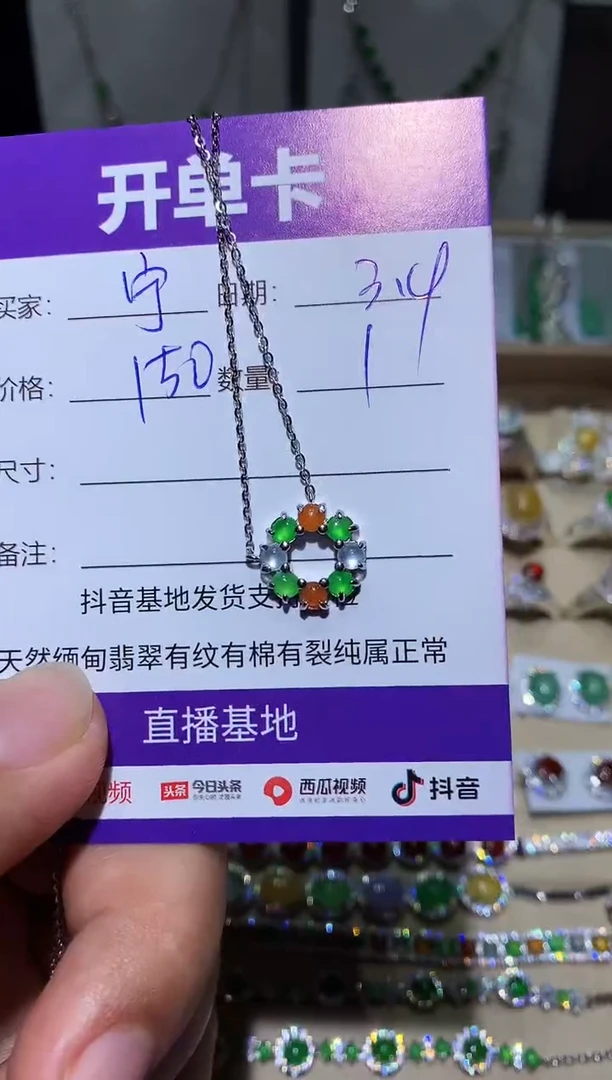 开单卡
买家: 宁 日期: 3.14
价格: 150 数量: 1
尺寸:
备注:
抖音基地发货支
天然缅甸翡翠有纹有棉有裂纯属正常
直播基地
视频 头条 今日头条 西瓜视频 抖音